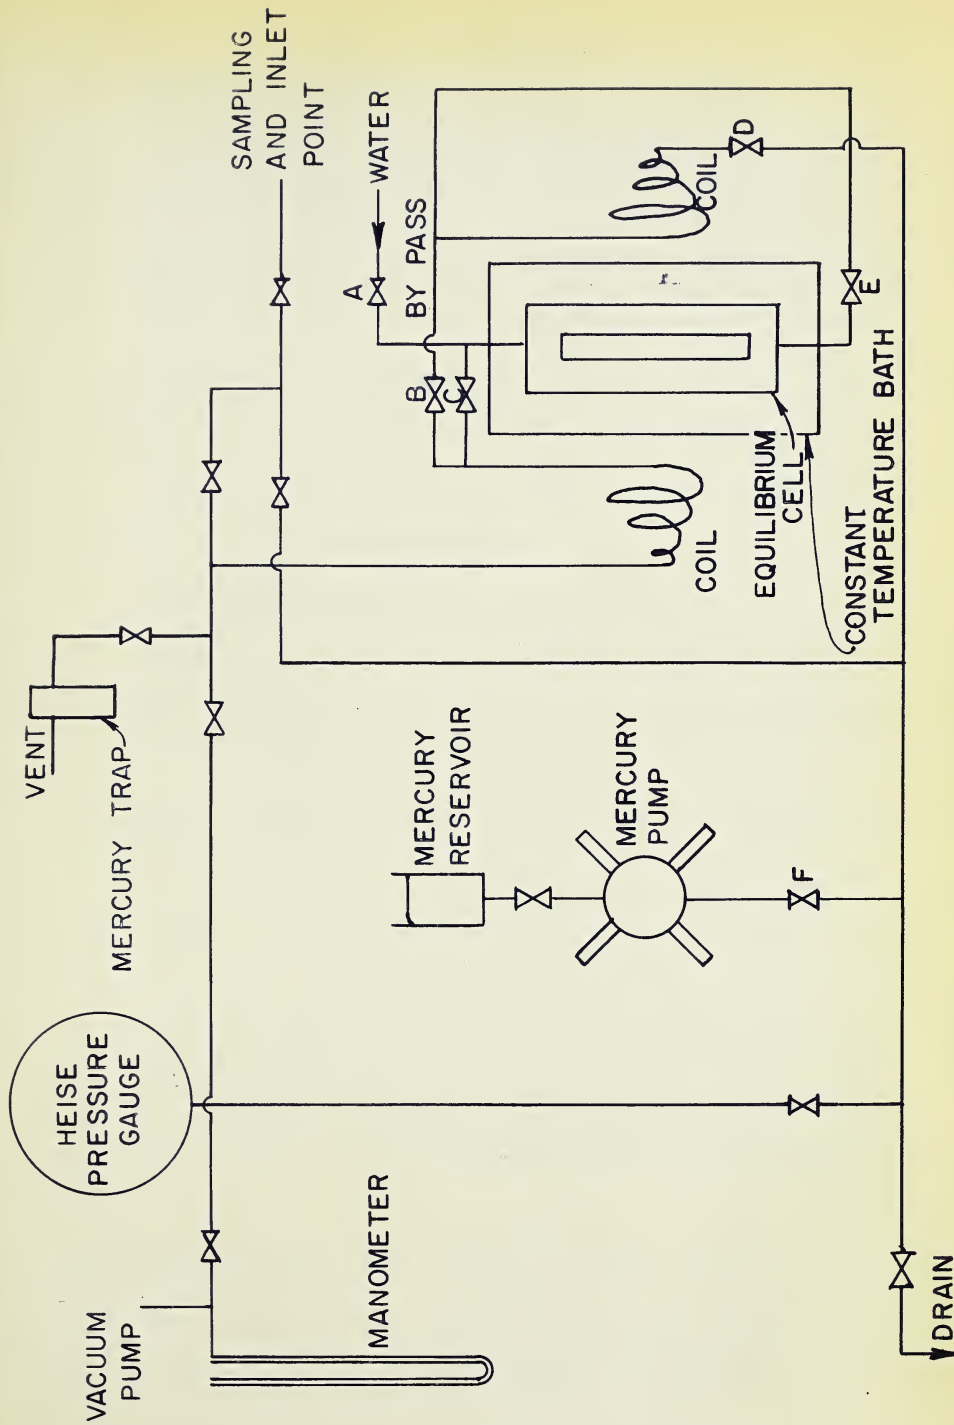 SAMPLING
AND INLET
POINT
WATER
A
BY PASS
B
C
COIL
D
E
EQUILIBRIUM
CELL
CONSTANT
TEMPERATURE BATH
COIL
VENT
MERCURY TRAP
MERCURY
RESERVOIR
MERCURY
PUMP
F
HEISE
PRESSURE
GAUGE
VACUUM
PUMP
MANOMETER
DRAIN